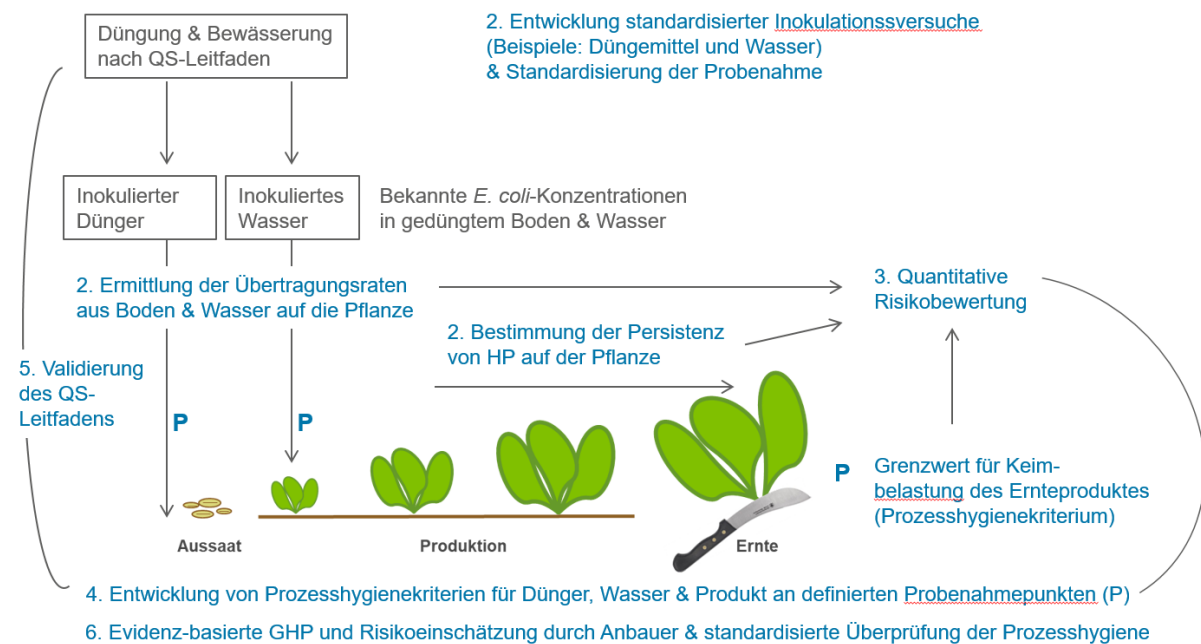 Düngung & Bewässerung
nach QS-Leitfaden
2. Entwicklung standardisierter Inokulationssversuche
(Beispiele: Düngemittel und Wasser)
& Standardisierung der Probenahme
Inokulierter
Dünger
Inokuliertes
Wasser
Bekannte E. coli-Konzentrationen
in gedüngtem Boden & Wasser
2. Ermittlung der Übertragungsraten
aus Boden & Wasser auf die Pflanze
3. Quantitative
Risikobewertung
2. Bestimmung der Persistenz
von HP auf der Pflanze
5. Validierung
des QS-
Leitfadens
P
P
P
Grenzwert für Keim-
belastung des Ernteproduktes
(Prozesshygienekriterium)
Aussaat
Produktion
Ernte
4. Entwicklung von Prozesshygienekriterien für Dünger, Wasser & Produkt an definierten Probenahmepunkten (P)
6. Evidenz-basierte GHP und Risikoeinschätzung durch Anbauer & standardisierte Überprüfung der Prozesshygiene